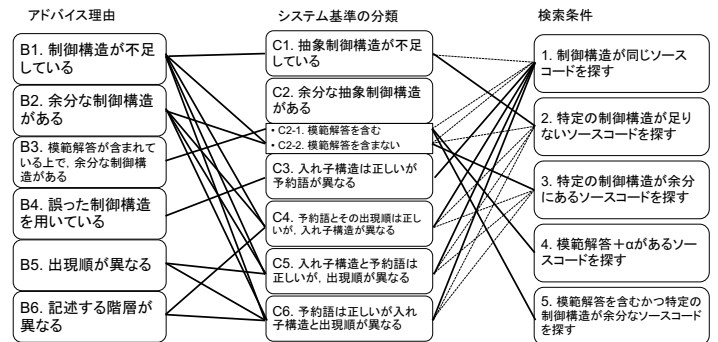 アドバイス理由
B1. 制御構造が不足
している
B2. 余分な制御構造
がある
B3. 模範解答が含まれて
いる上で，余分な制御構
造がある
B4. 誤った制御構造
を用いている
B5. 出現順が異なる
B6. 記述する階層が
異なる
システム基準の分類
C1. 抽象制御構造が不足
している
C2. 余分な抽象制御構造
がある
• C2-1. 模範解答を含む
• C2-2. 模範解答を含まない
C3. 入れ子構造は正しいが
予約語が異なる
C4. 予約語とその出現順は正し
いが，入れ子構造が異なる
C5. 入れ子構造と予約語は
正しいが，出現順が異なる
C6. 予約語は正しいが入れ
子構造と出現順が異なる
検索条件
1. 制御構造が同じソース
コードを探す
2. 特定の制御構造が足り
ないソースコードを探す
3. 特定の制御構造が余分
にあるソースコードを探す
4. 模範解答＋αがあるソー
スコードを探す
5. 模範解答を含むかつ特定の
制御構造が余分なソースコード
を探す